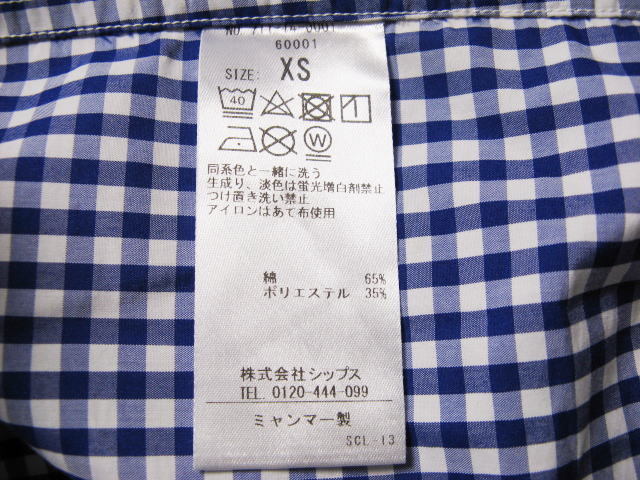 60001
SIZE: XS
40
W
同系色と一緒に洗う
生成り、淡色は蛍光増白剤禁止
つけ置き洗い禁止
アイロンはあて布使用
綿 65%
ポリエステル 35%
株式会社シップス
TEL. 0120-444-099
ミャンマー製
SCL-13